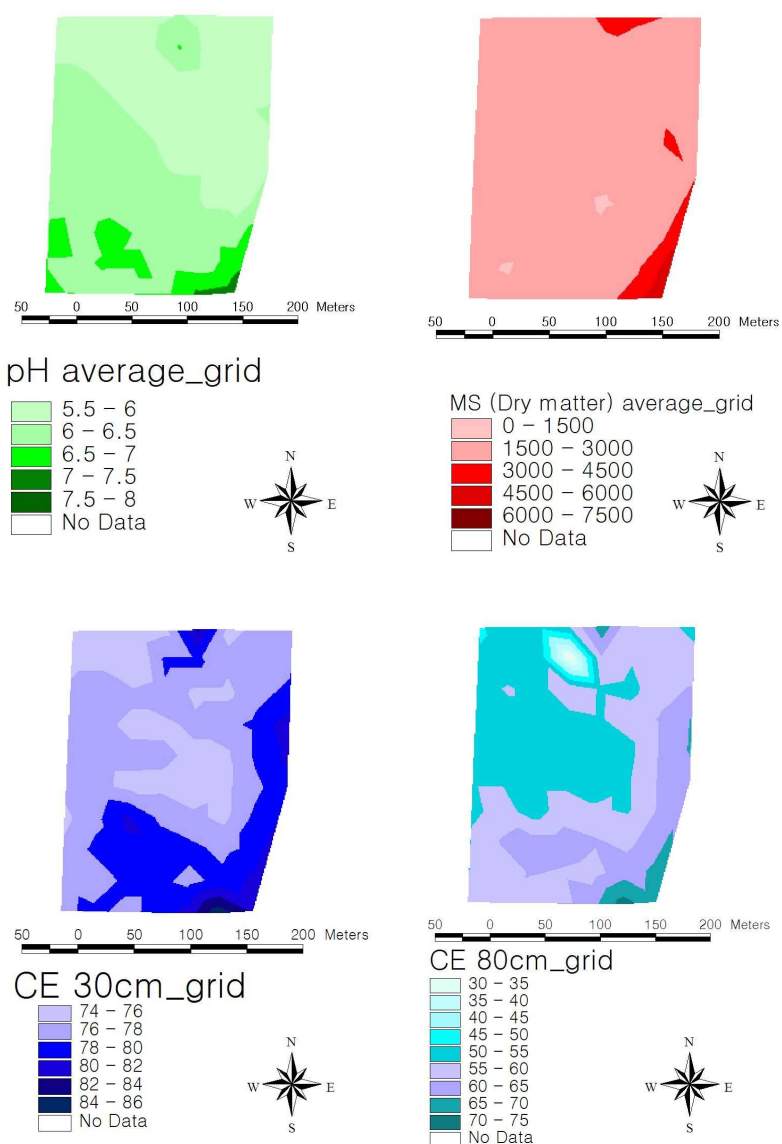 50 0 50 100 150 200 Meters
pH average_grid
5.5 - 6
6 - 6.5
6.5 - 7
7 - 7.5
7.5 - 8
No Data
N
W E
S
50 0 50 100 150 200 Meters
MS (Dry matter) average_grid
0 - 1500
1500 - 3000
3000 - 4500
4500 - 6000
6000 - 7500
No Data
N
W E
S
50 0 50 100 150 200 Meters
CE 30cm_grid
74 - 76
76 - 78
78 - 80
80 - 82
82 - 84
84 - 86
No Data
N
W E
S
50 0 50 100 150 200 Meters
CE 80cm_grid
30 - 35
35 - 40
40 - 45
45 - 50
50 - 55
55 - 60
60 - 65
65 - 70
70 - 75
No Data
N
W E
S